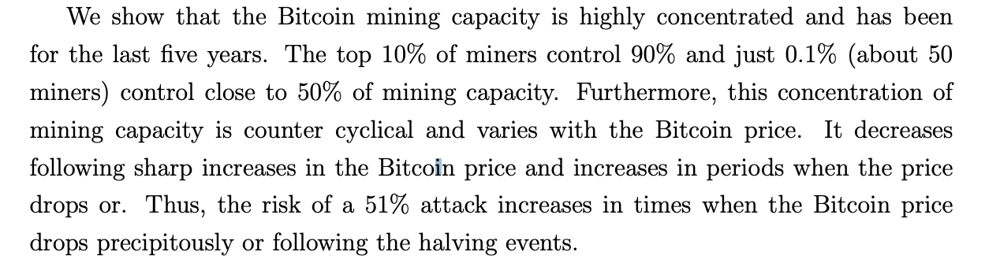 We show that the Bitcoin mining capacity is highly concentrated and has been
for the last five years. The top 10% of miners control 90% and just 0.1% (about 50
miners) control close to 50% of mining capacity. Furthermore, this concentration of
mining capacity is counter cyclical and varies with the Bitcoin price. It decreases
following sharp increases in the Bitcoin price and increases in periods when the price
drops or. Thus, the risk of a 51% attack increases in times when the Bitcoin price
drops precipitously or following the halving events.